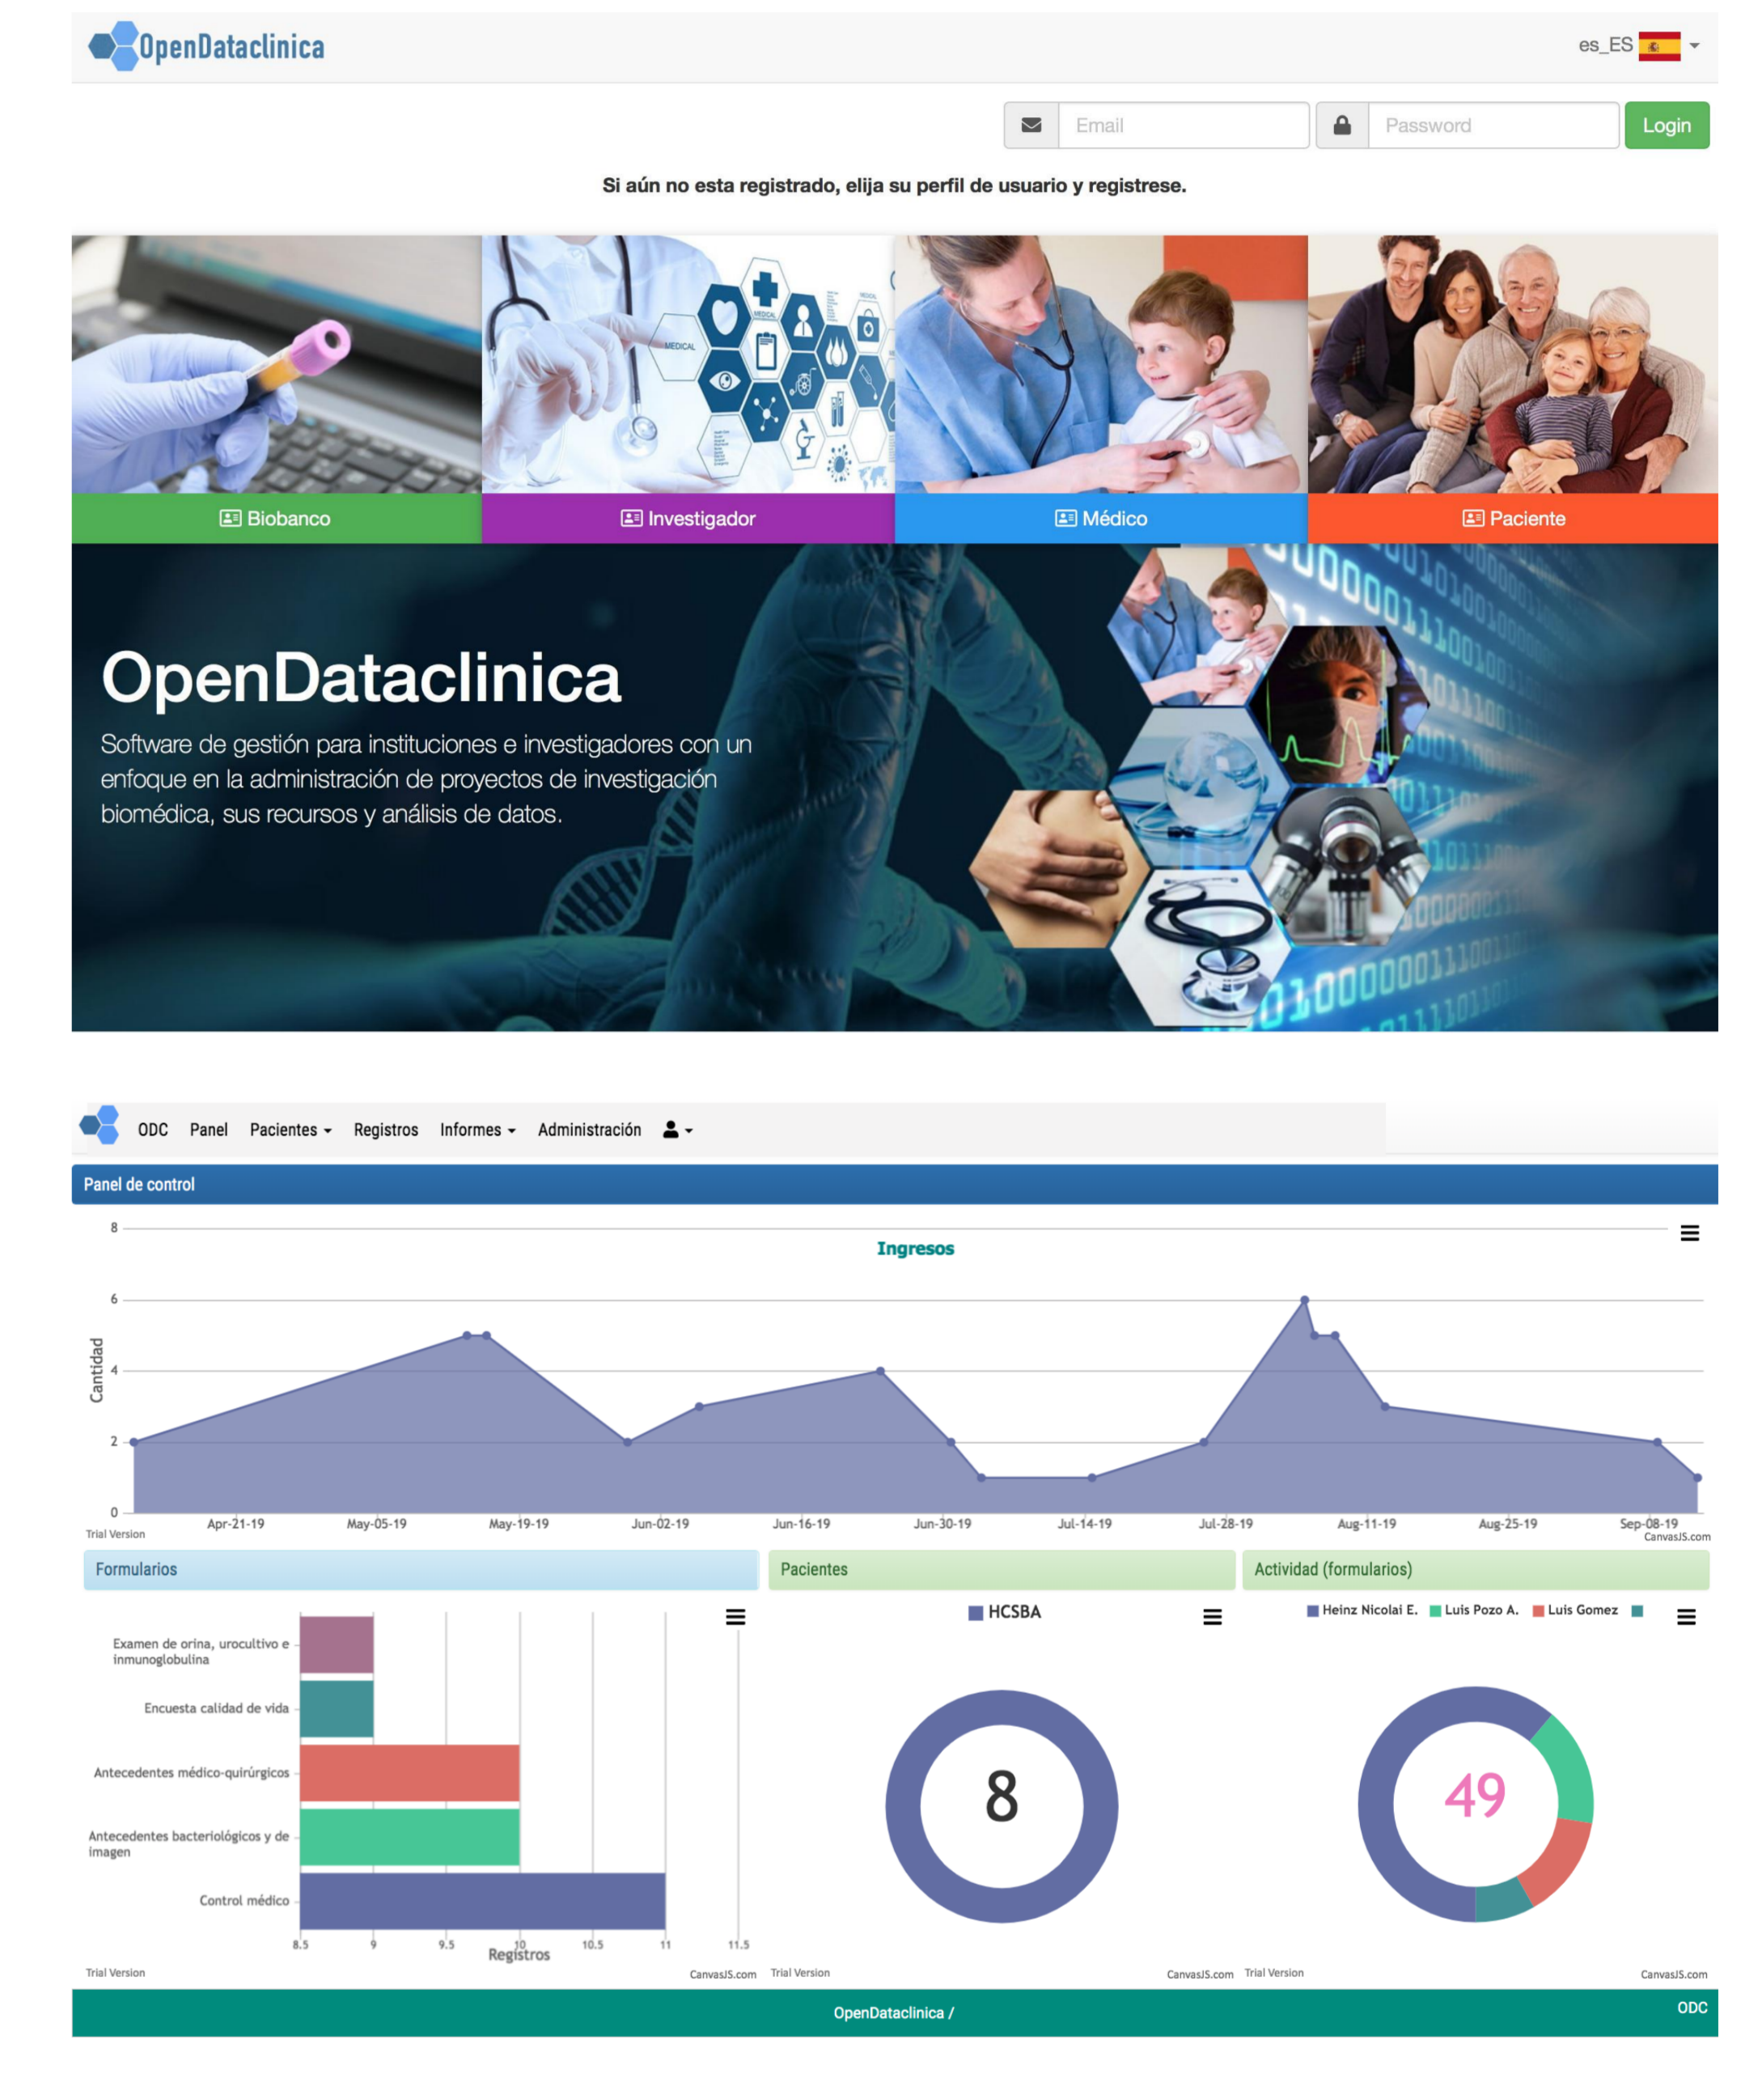 OpenDataclinica
es_ES
Email
Password
Login
Si aún no esta registrado, elija su perfil de usuario y registrese.
MEDICAL
MEDICAL
Biobanco
Investigador
Médico
Paciente
OpenDataclinica
Software de gestión para instituciones e investigadores con un
enfoque en la administración de proyectos de investigación
biomédica, sus recursos y análisis de datos.
ODC
Panel
Pacientes
Registros
Informes
Administración
Panel de control
Ingresos
Cantidad
8
6
4
2
0
Apr-21-19
May-05-19
May-19-19
Jun-02-19
Jun-16-19
Jun-30-19
Jul-14-19
Jul-28-19
Aug-11-19
Aug-25-19
Sep-08-19
Trial Version
CanvasJS.com
Formularios
Examen de orina, urocultivo e
inmunoglobulina
Encuesta calidad de vida
Antecedentes médico-quirúrgicos
Antecedentes bacteriológicos y de
imagen
Control médico
8.5
9
9.5
10
10.5
11
11.5
Registros
Trial Version
CanvasJS.com
Pacientes
HCSBA
8
Trial Version
CanvasJS.com
Actividad (formularios)
Heinz Nicolai E.
Luis Pozo A.
Luis Gomez
49
Trial Version
CanvasJS.com
OpenDataclinica /
ODC